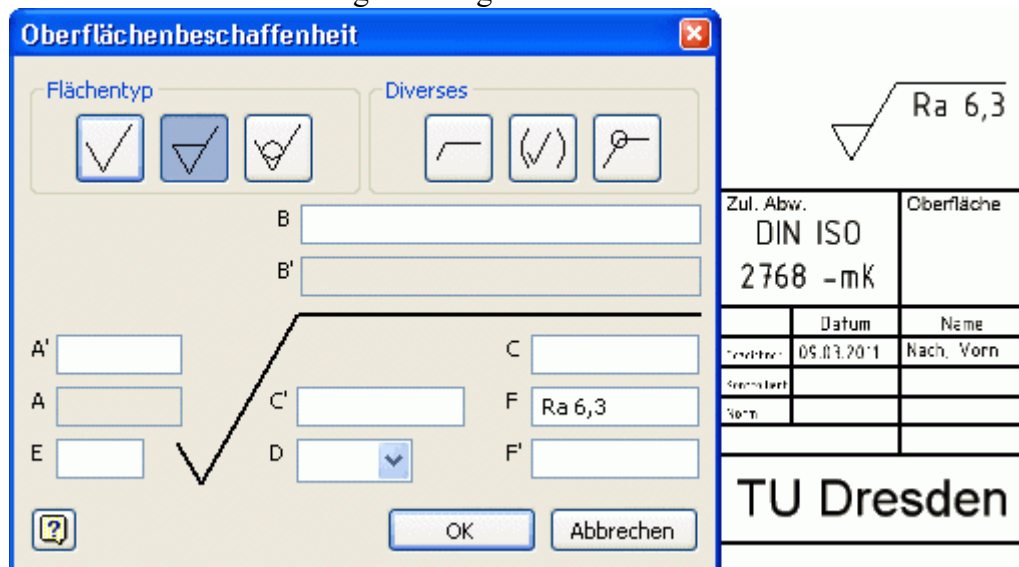 Oberflächenbeschaffenheit
Flächentyp
Diverses
B
B'
A'
C
A
C'
F Ra 6,3
E
D
F'
OK Abbrechen
Ra 6,3
Zul. Abw. Oberfläche
DIN ISO
2768 -mK
Datum Name
09.03.2011 Nach, Vorn
Norm
TU Dresden